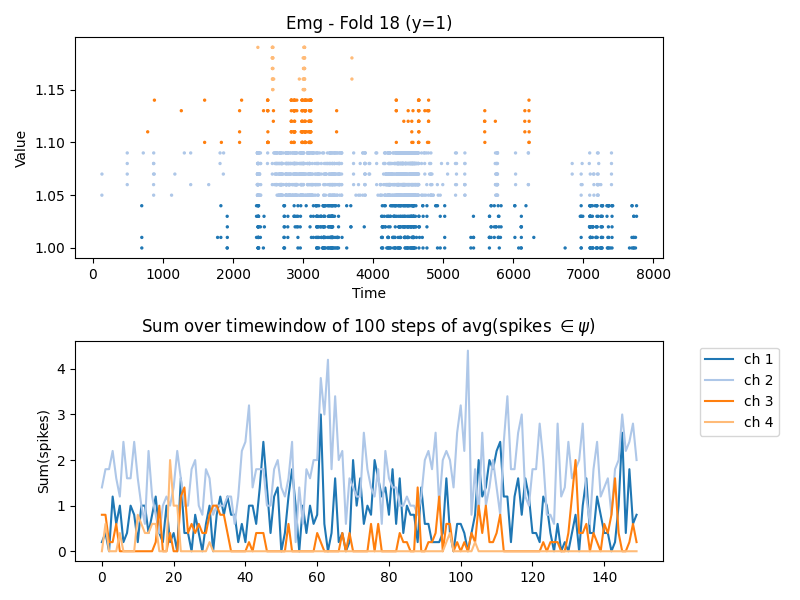 Emg - Fold 18 (y=1)
Value
1.15
1.10
1.05
1.00
0 1000 2000 3000 4000 5000 6000 7000 8000
Time
Sum over timewindow of 100 steps of avg(spikes ∈ ψ)
Sum(spikes)
4
3
2
1
0
0 20 40 60 80 100 120 140
ch 1
ch 2
ch 3
ch 4